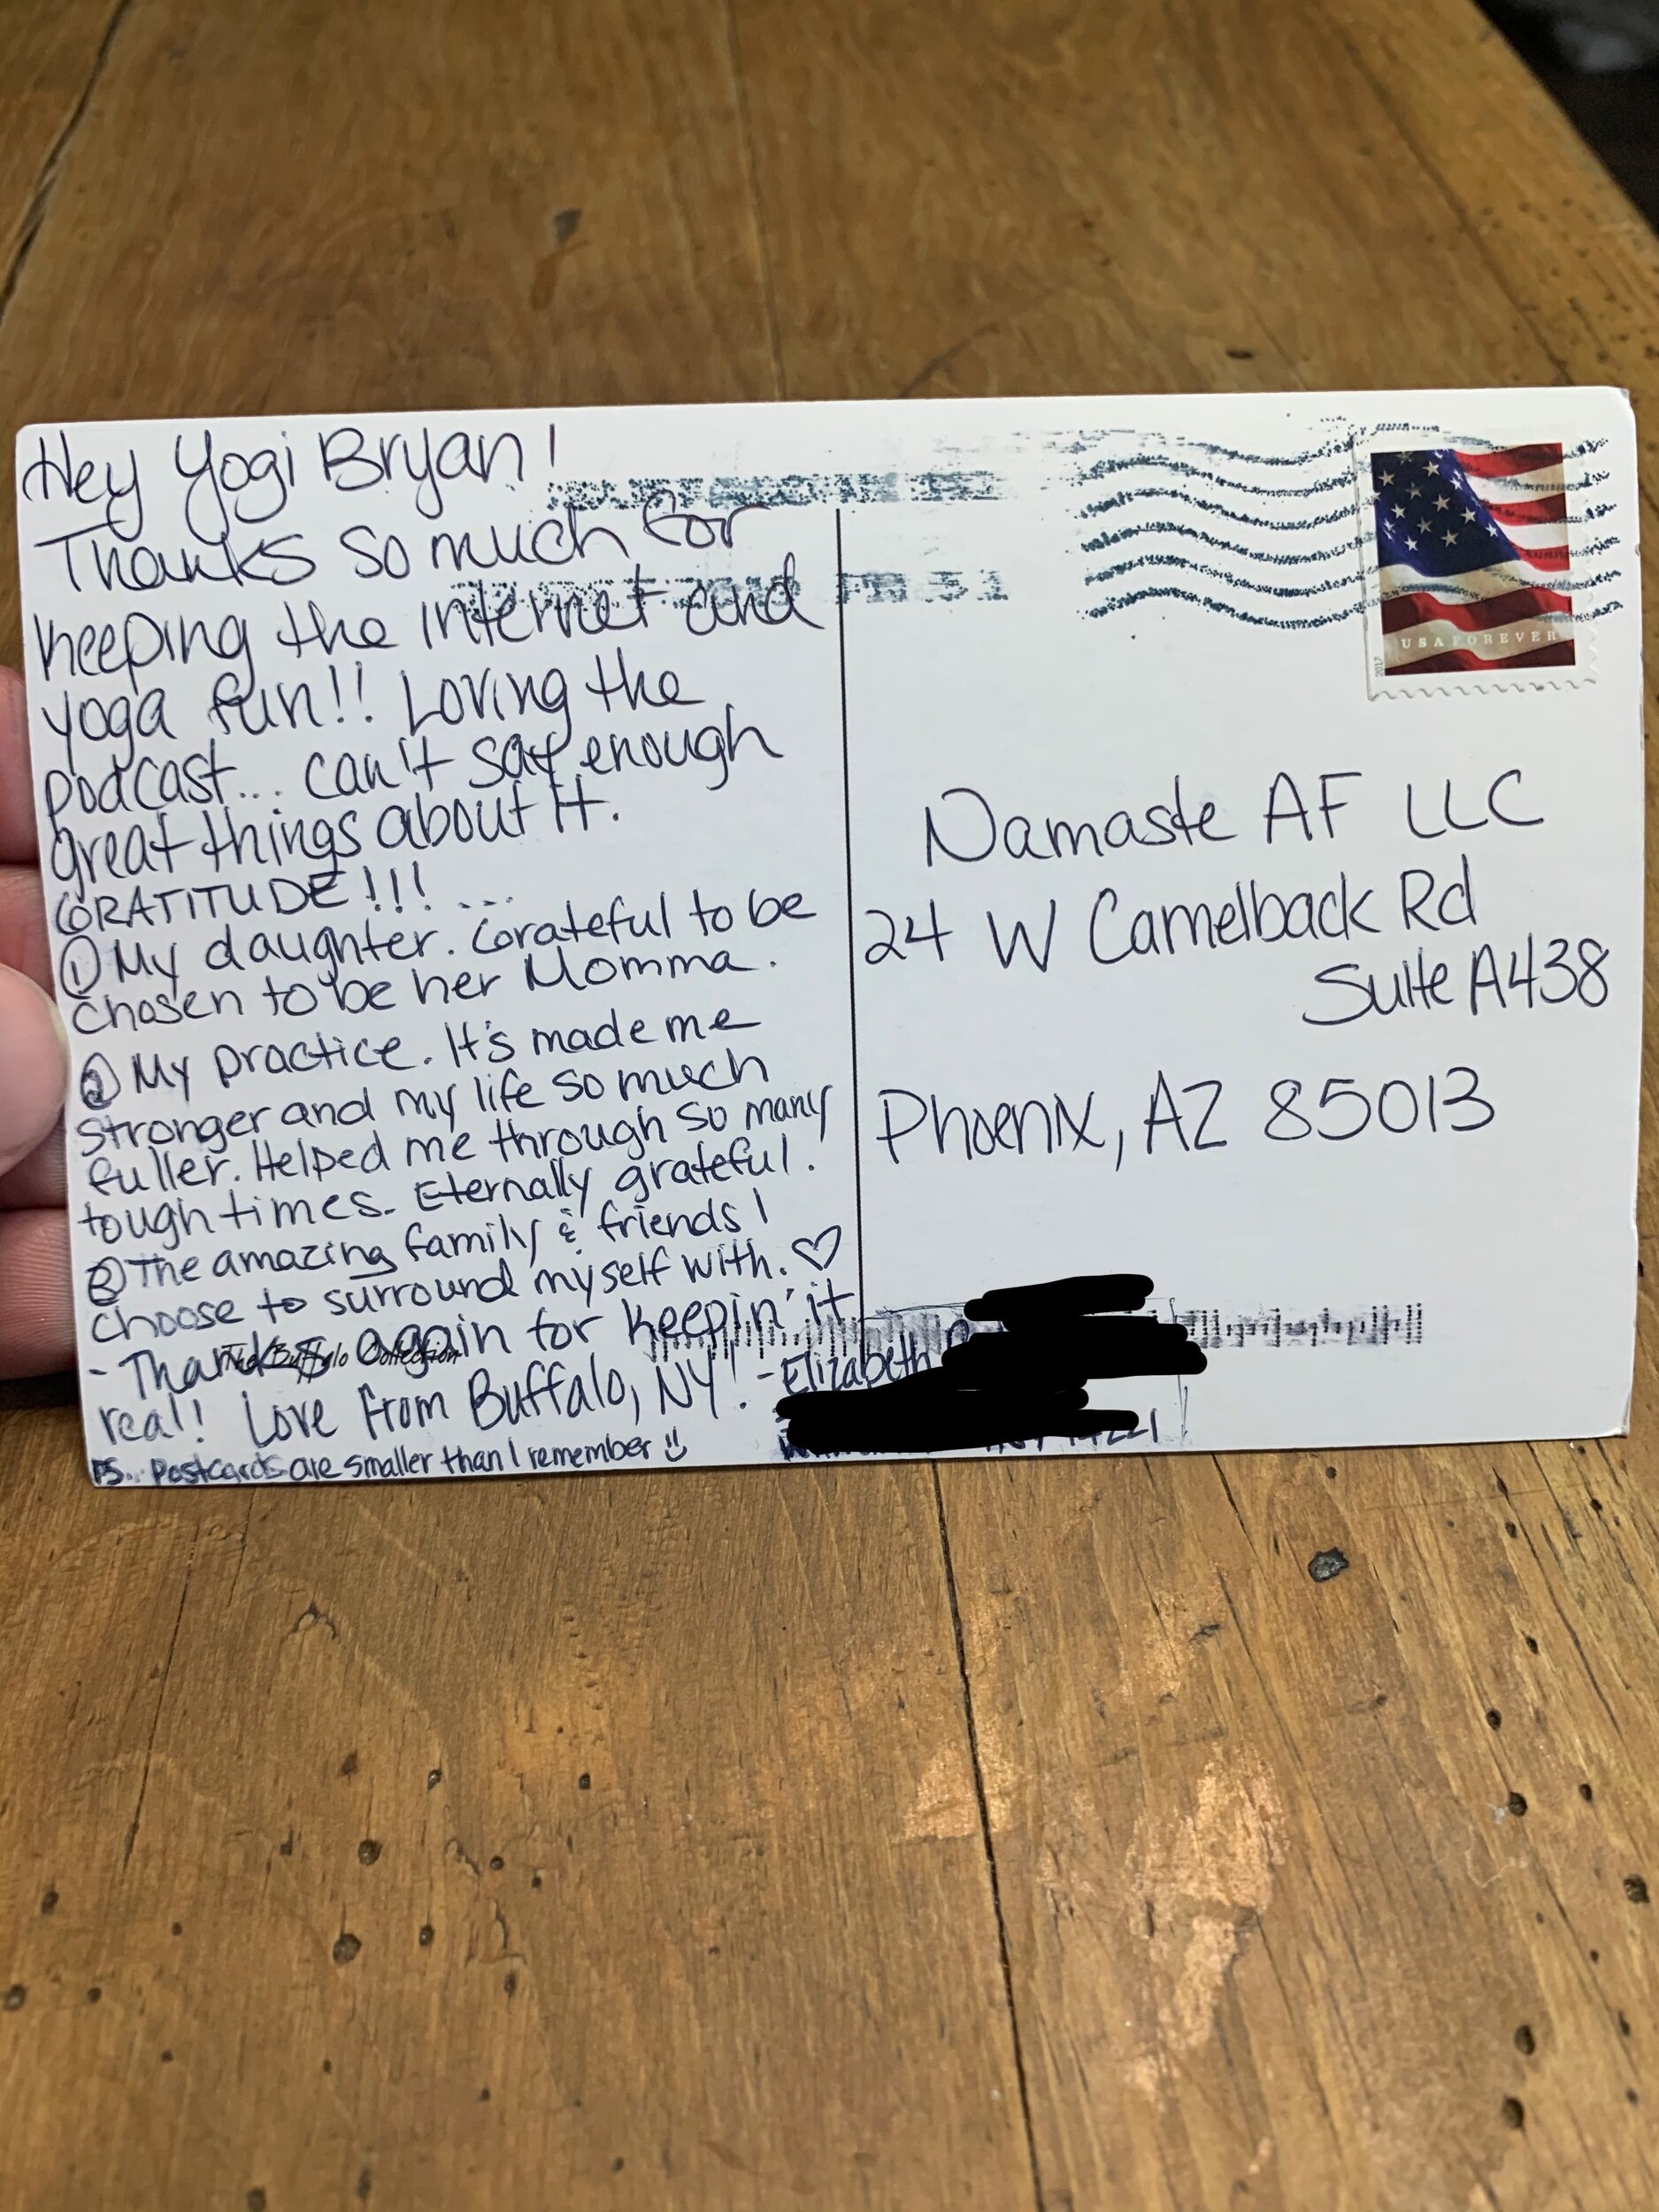 Hey Yogi Bryan!
Thanks so much for
keeping the internet and
yoga fun!! Loving the
podcast... can't say enough
great things about it.
GRATITUDE!!! ...
① My daughter. Grateful to be
chosen to be her Momma.
② My practice. It's made me
stronger and my life so much
fuller. Helped me through so many
tough times. Eternally grateful.
③ The amazing family & friends I
choose to surround myself with. ♡
- Thanks again for keepin' it
The Buffalo Collection
real! Love from Buffalo, NY! - Elizabeth
PS.. Postcards are smaller than I remember
USA FOREVER
2017
Namaste AF LLC
24 W Camelback Rd
Suite A438
Phoenix, AZ 85013